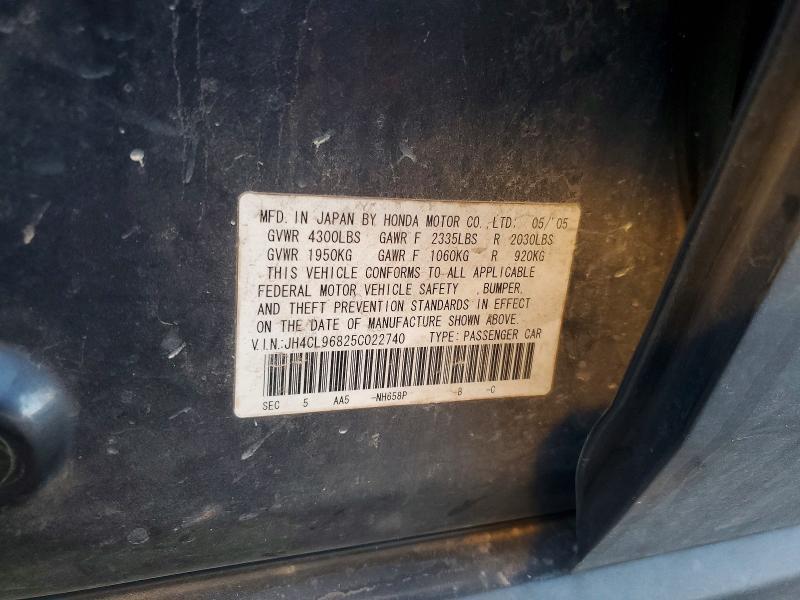 MFD. IN JAPAN BY HONDA MOTOR CO.,LTD: 05/'05
GVWR 4300LBS GAWR F 2335LBS R 2030LBS
GVWR 1950KG GAWR F 1060KG R 920KG
THIS VEHICLE CONFORMS TO ALL APPLICABLE
FEDERAL MOTOR VEHICLE SAFETY ,BUMPER,
AND THEFT PREVENTION STANDARDS IN EFFECT
ON THE DATE OF MANUFACTURE SHOWN ABOVE.
V.I.N.:JH4CL96825C022740 TYPE: PASSENGER CAR
SEC 5 AA5 -NH658P -B -C